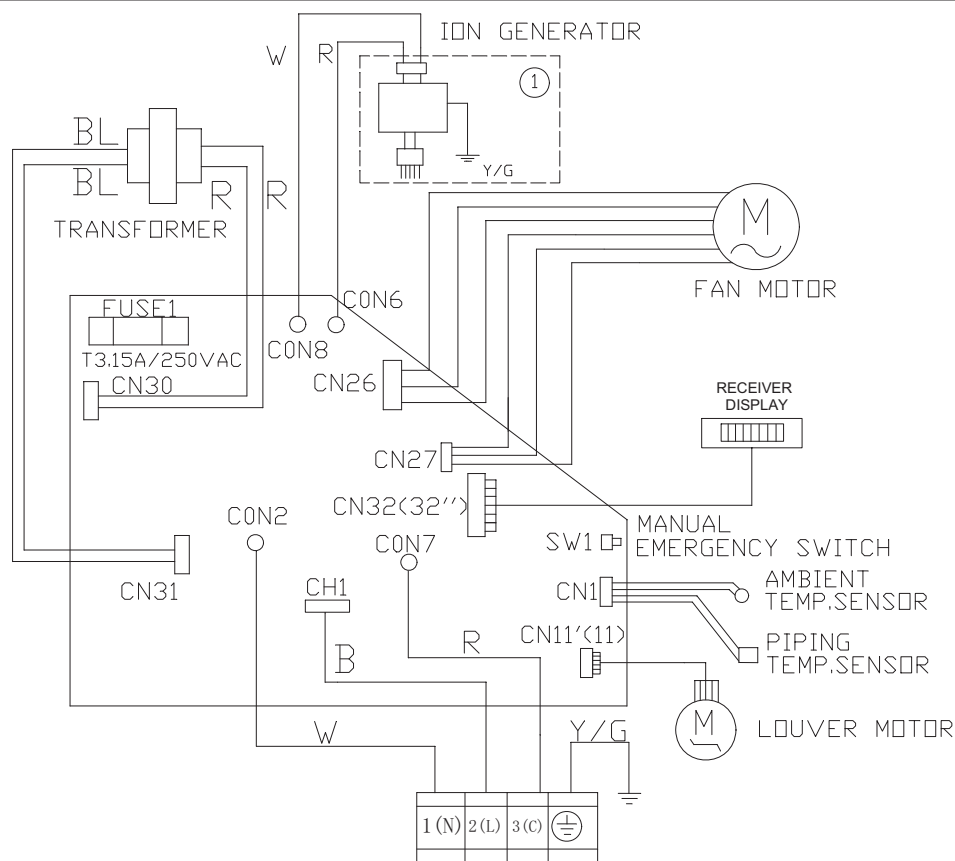 ION GENERATOR
W
R
1
BL
BL
R
R
Y/G
TRANSFORMER
M
FAN MOTOR
FUSE1
T3.15A/250VAC
CON6
CON8
CN30
CN26
RECEIVER
DISPLAY
CN27
CN32(32'')
CON2
CON7
SW1
MANUAL
EMERGENCY SWITCH
CN31
CH1
CN1
AMBIENT
TEMP.SENSOR
CN11'(11)
PIPING
TEMP.SENSOR
B
R
W
Y/G
M
LOUVER MOTOR
1(N) 2(L) 3(C)